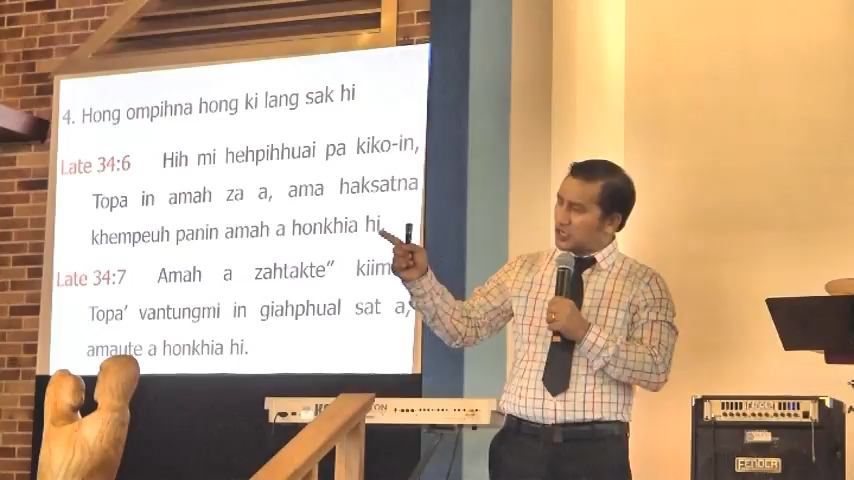 4. Hong ompihna hong ki lang sak hi
Late 34:6 Hih mi hehpihhuai pa kiko-in,
Topa in amah za a, ama haksatna
khempeuh panin amah a honkhia hi.
Late 34:7 Amah a zahtakte" kiim
Topa' vantungmi in giahphual sat a,
amaute a honkhia hi.
FENDER